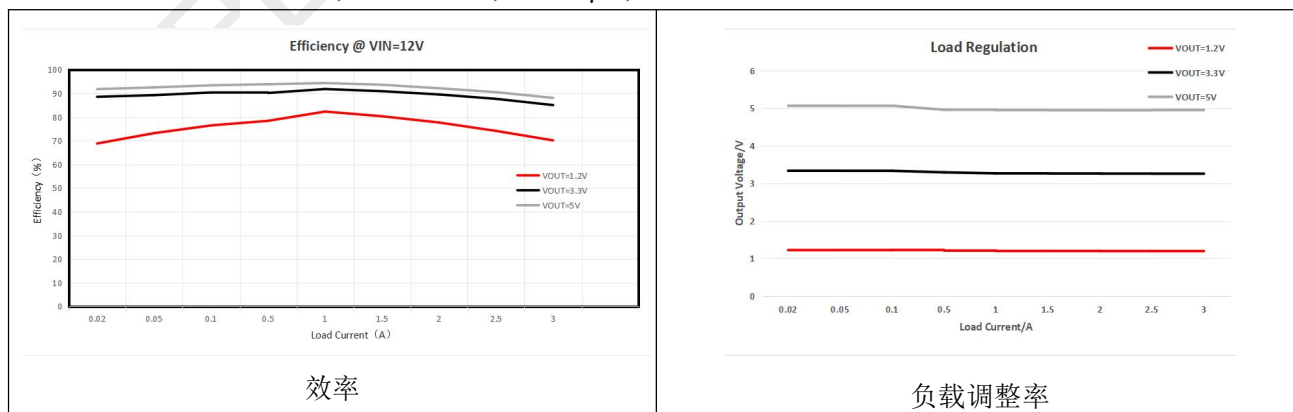 Efficiency @ VIN=12V
100
90
80
70
60
50
40
30
20
10
0
Efficiency (%)
0.02 0.05 0.1 0.5 1 1.5 2 2.5 3
Load Current (A)
VOUT=1.2V
VOUT=3.3V
VOUT=5V
效率
Load Regulation
VOUT=1.2V
VOUT=3.3V
VOUT=5V
6
5
4
3
2
1
0
Output Voltage/V
0.02 0.05 0.1 0.5 1 1.5 2 2.5 3
Load Current/A
负载调整率